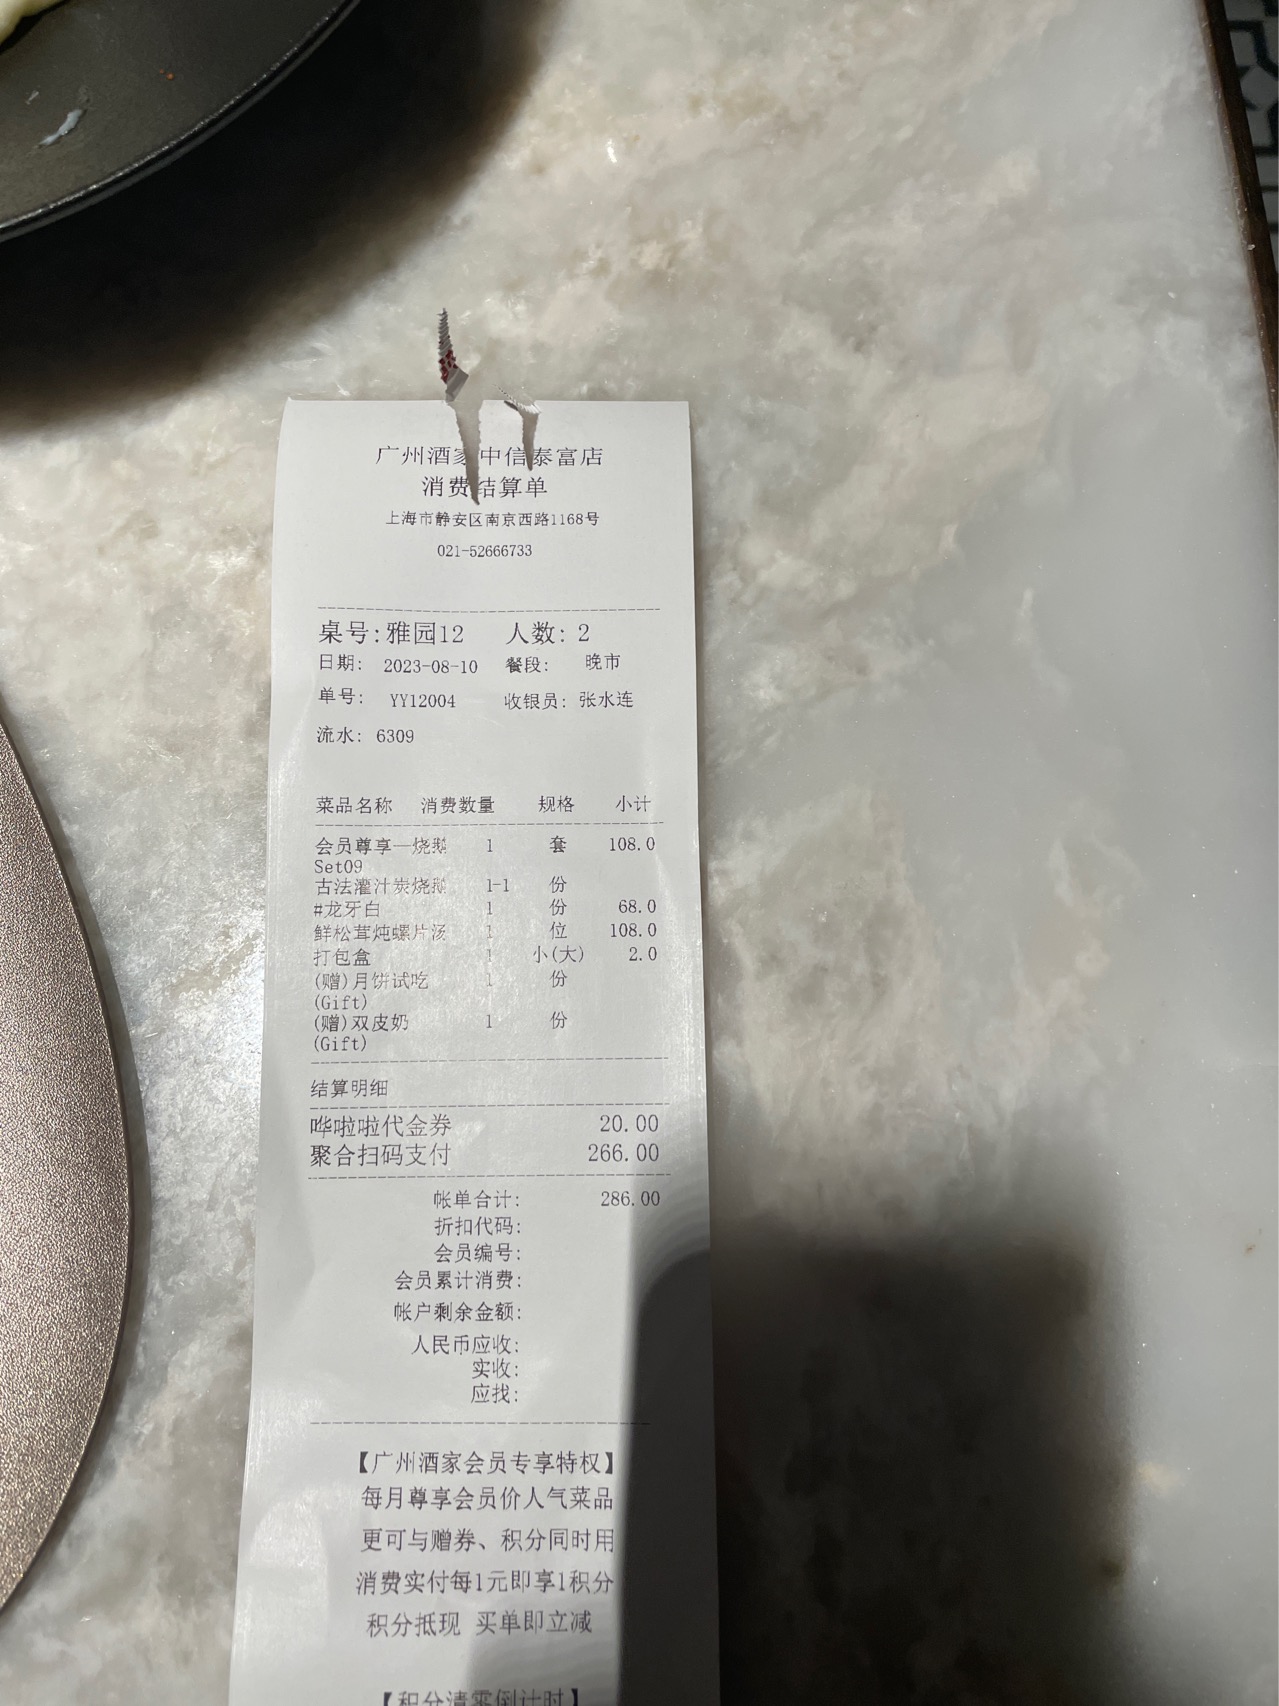 广州酒家中信泰富店
消费结算单
上海市静安区南京西路1168号
021-52666733
桌号:雅园12 人数: 2
日期: 2023-08-10 餐段: 晚市
单号: YY12004 收银员: 张水连
流水: 6309
菜品名称 消费数量 规格 小计
会员尊享—烧鹅 1 套 108.0
Set09
古法灌汁炭烧鹅 1-1 份
#龙牙白 1 份 68.0
鲜松茸炖螺片汤 1 位 108.0
打包盒 1 小(大) 2.0
(赠)月饼试吃 1 份
(Gift)
(赠)双皮奶 1 份
(Gift)
结算明细
哗啦啦代金券 20.00
聚合扫码支付 266.00
帐单合计: 286.00
折扣代码:
会员编号:
会员累计消费:
帐户剩余金额:
人民币应收:
实收:
应找:
【广州酒家会员专享特权】
每月尊享会员价人气菜品
更可与赠券、积分同时用
消费实付每1元即享1积分
积分抵现 买单即立减
【积分清零倒计时】